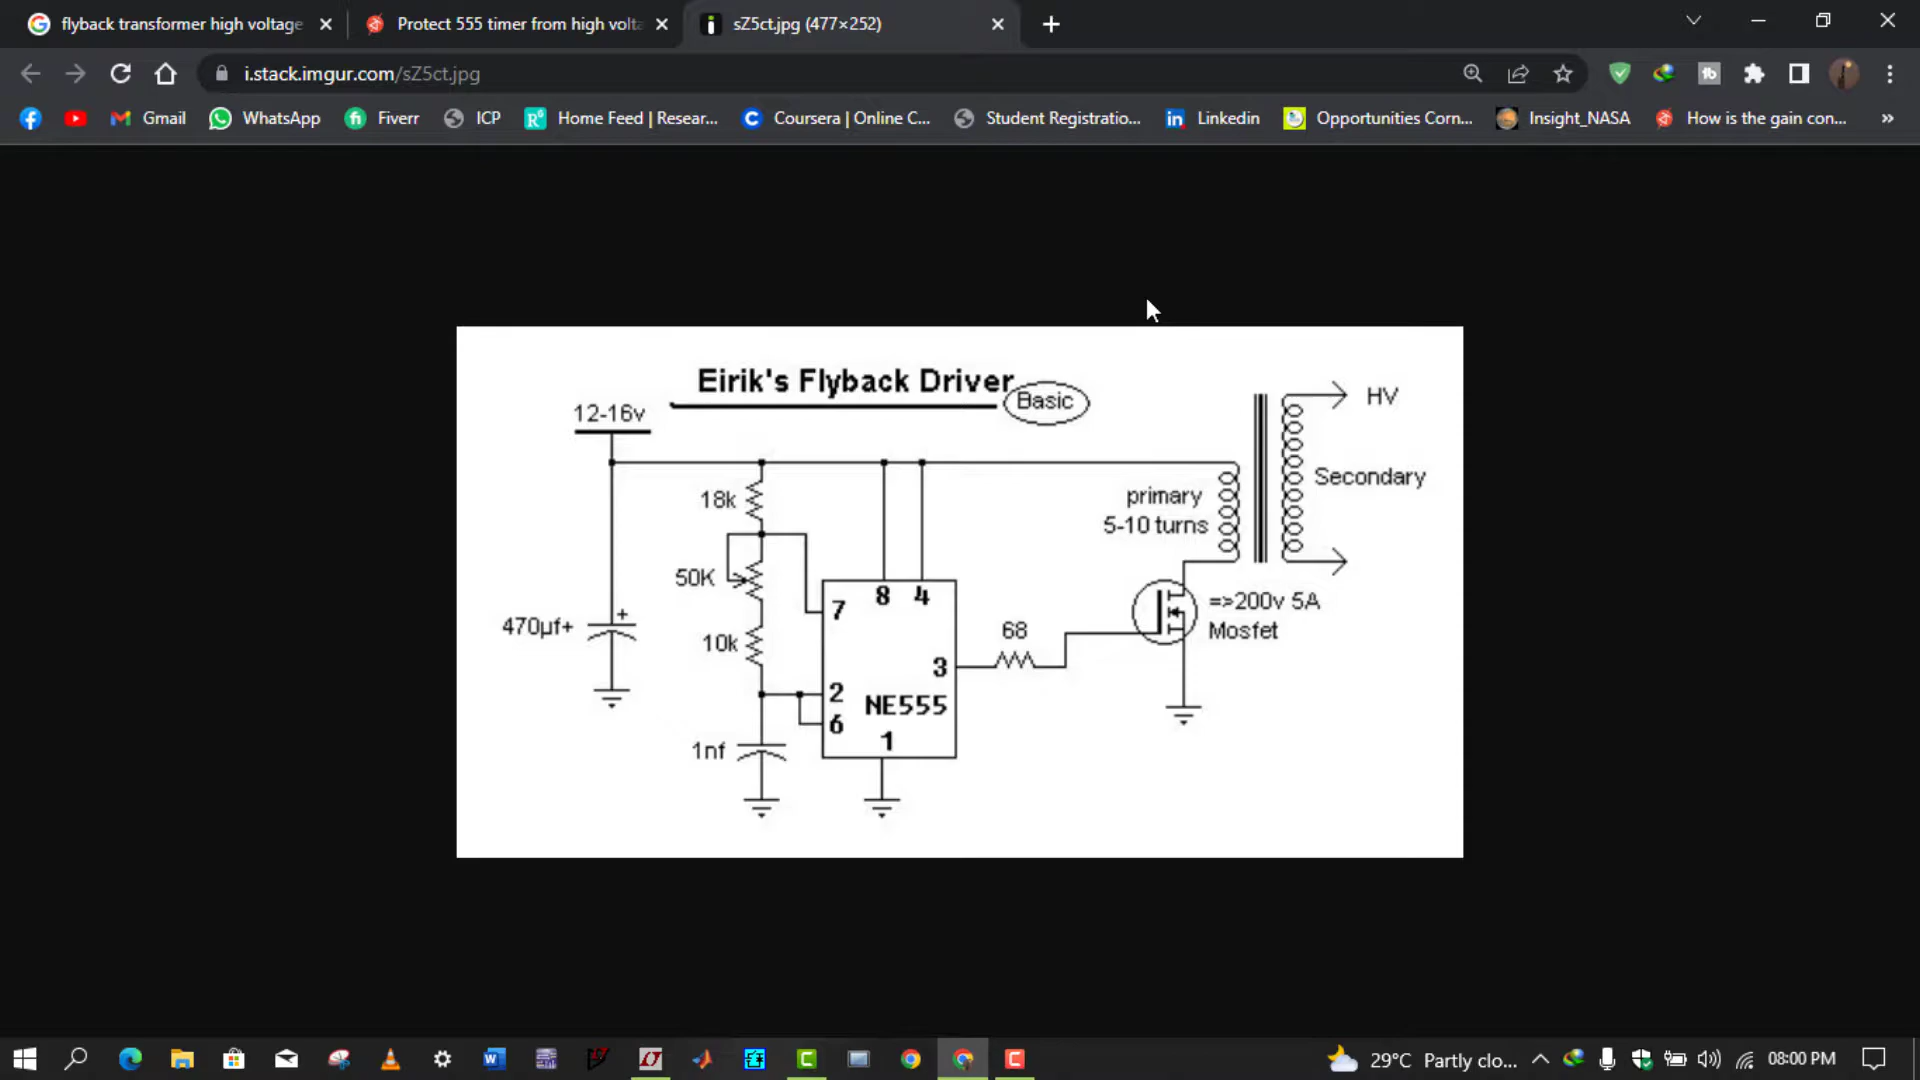 flyback transformer high voltage
Protect 555 timer from high volta
sZ5ct.jpg (477×252)
i.stack.imgur.com/sZ5ct.jpg
Gmail
WhatsApp
Fiverr
ICP
Home Feed | Resear...
Coursera | Online C...
Student Registratio...
Linkedin
Opportunities Corn...
Insight_NASA
How is the gain con...
»
Eirik's Flyback Driver
Basic
12-16v
HV
18k
primary
5-10 turns
Secondary
50K
470µf+
+
10k
7
8
4
3
2
6
1
NE555
68
=>200v 5A
Mosfet
1nf
29°C Partly clo...
08:00 PM